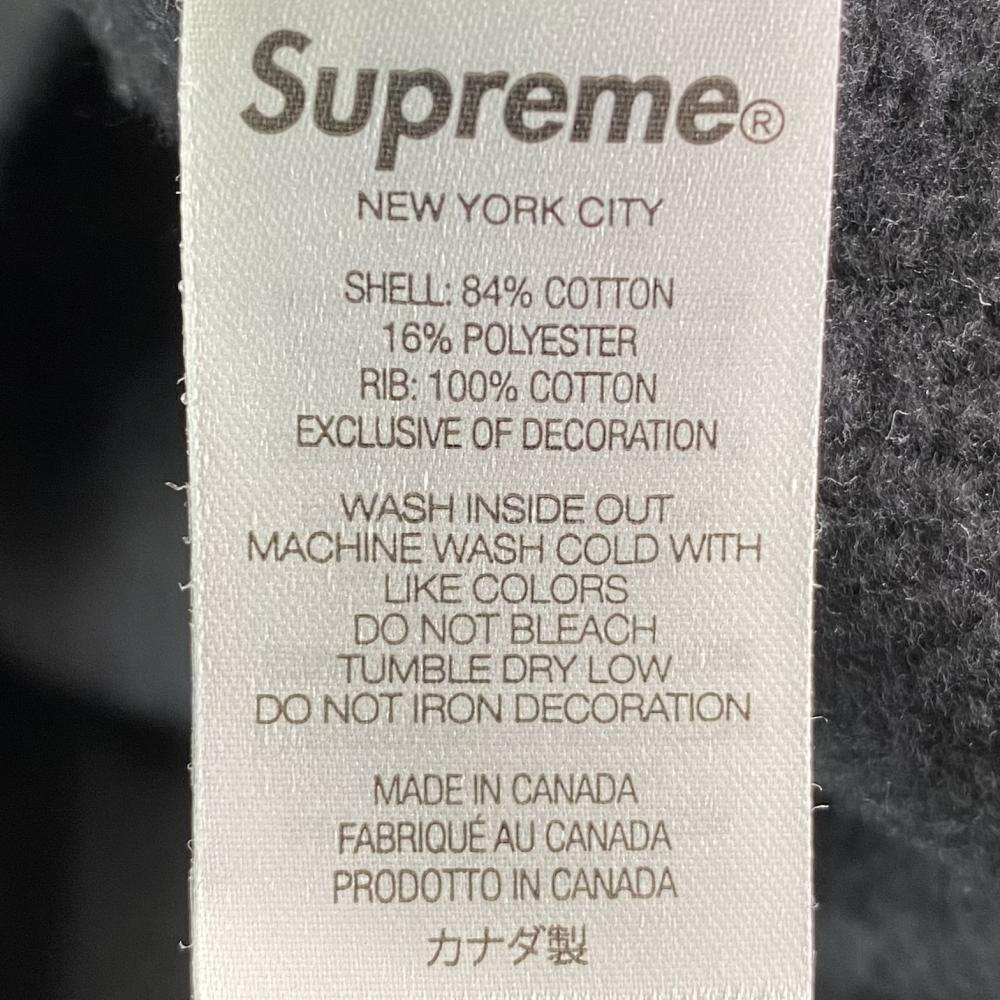 Supreme®
NEW YORK CITY
SHELL: 84% COTTON
16% POLYESTER
RIB: 100% COTTON
EXCLUSIVE OF DECORATION
WASH INSIDE OUT
MACHINE WASH COLD WITH
LIKE COLORS
DO NOT BLEACH
TUMBLE DRY LOW
DO NOT IRON DECORATION
MADE IN CANADA
FABRIQUÉ AU CANADA
PRODOTTO IN CANADA
カナダ製